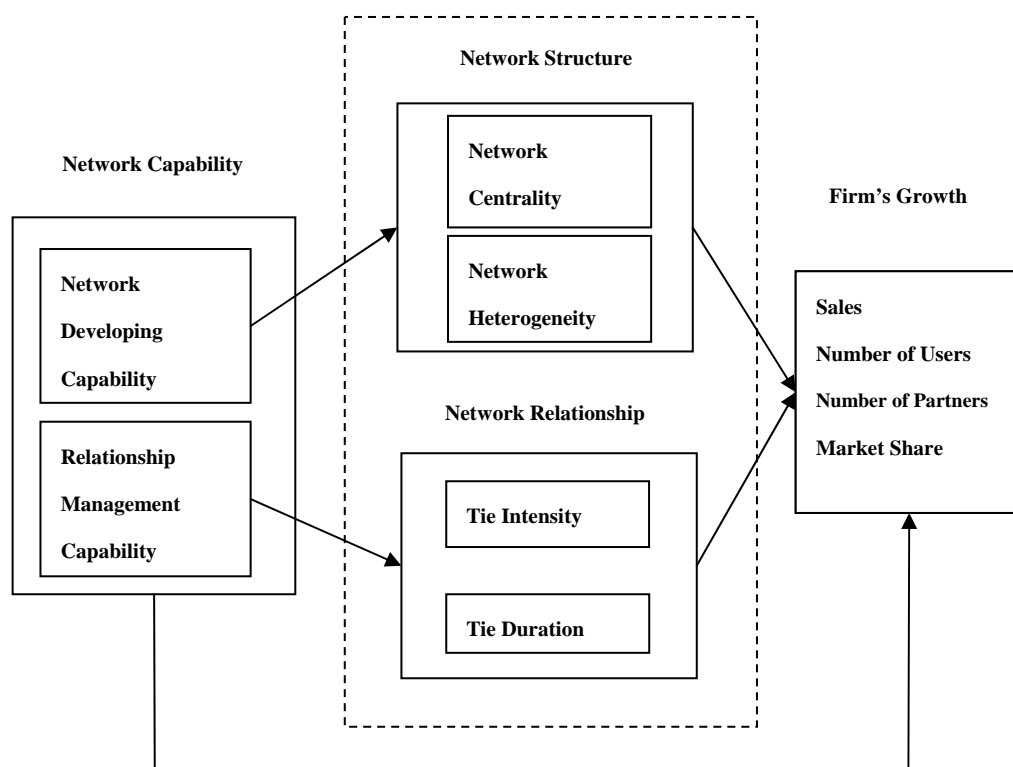 Network Capability
Network
Developing
Capability
Relationship
Management
Capability
Network Structure
Network
Centrality
Network
Heterogeneity
Network Relationship
Tie Intensity
Tie Duration
Firm’s Growth
Sales
Number of Users
Number of Partners
Market Share